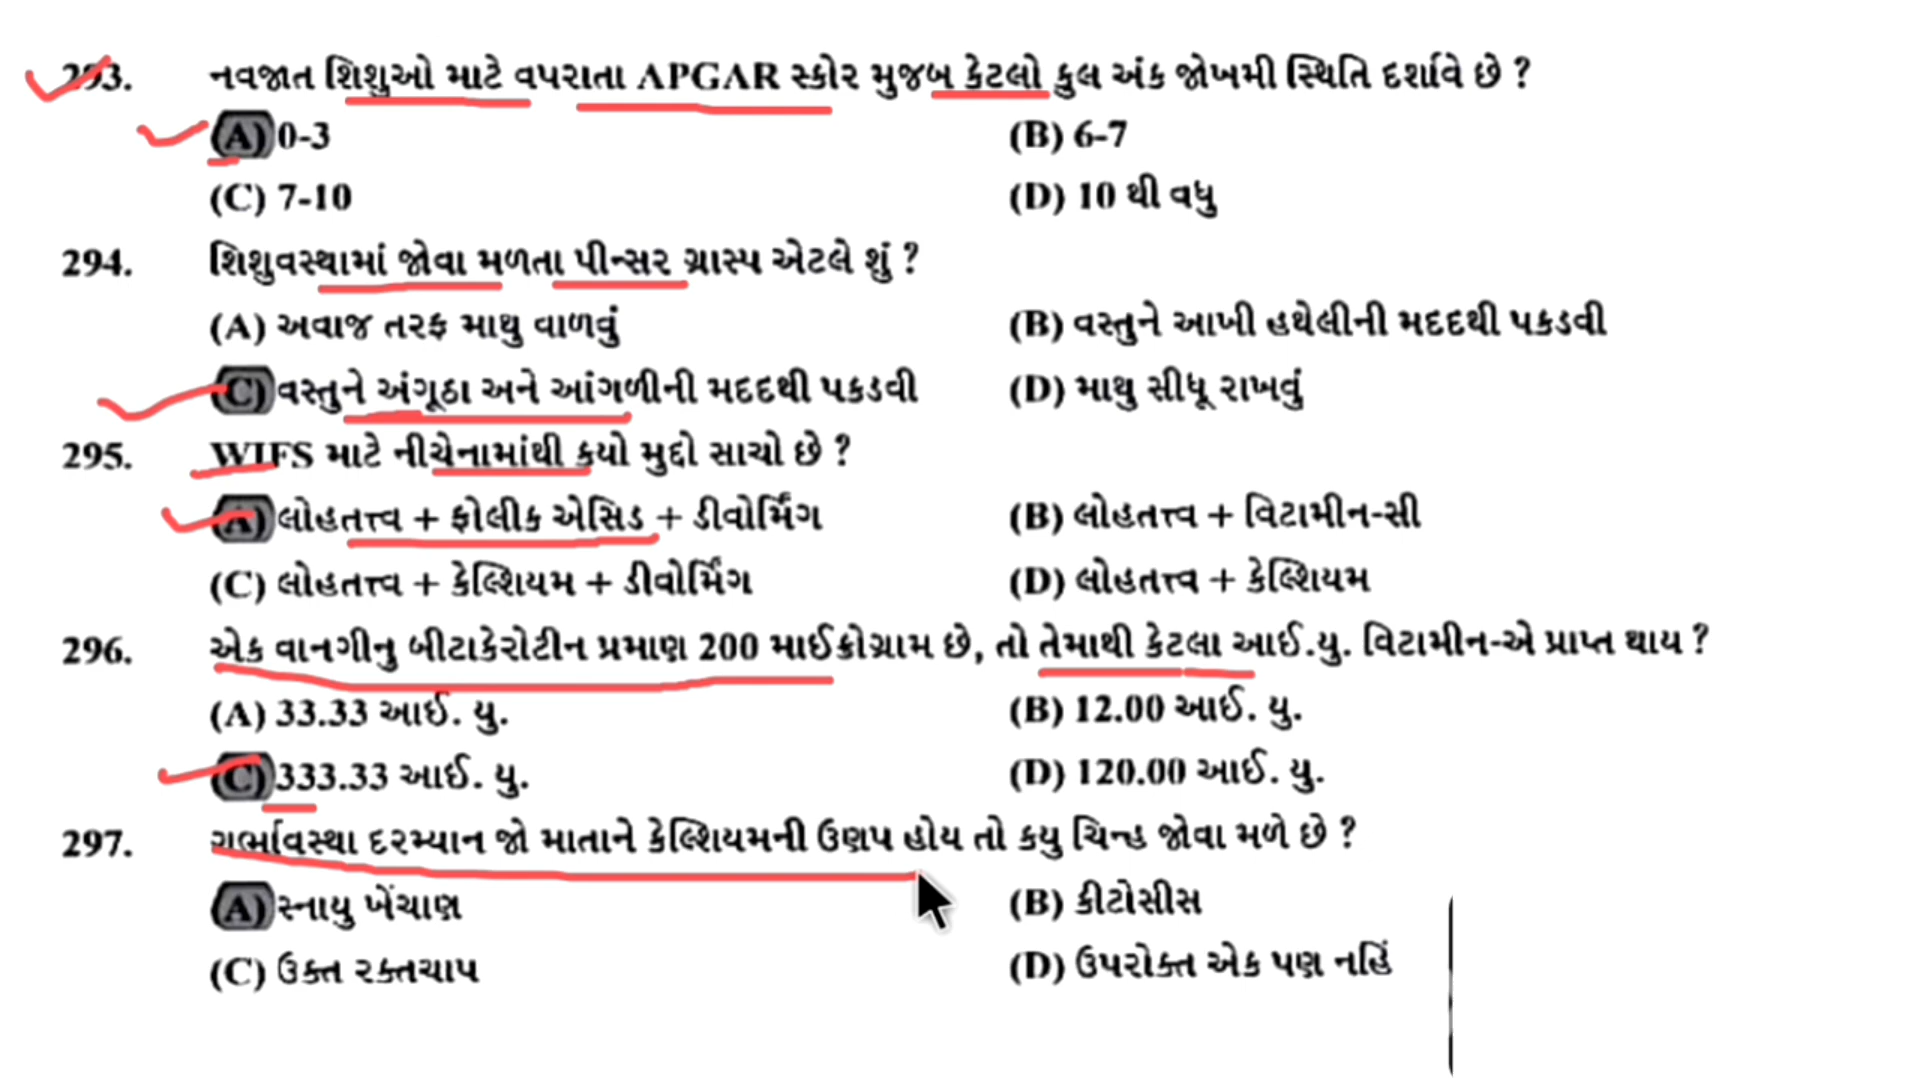 293. નવજાત શિશુઓ માટે વપરાતા APGAR સ્કોર મુજબ કેટલો કુલ અંક જોખમી સ્થિતિ દર્શાવે છે ?
(A) 0-3 (B) 6-7
(C) 7-10 (D) 10 થી વધુ
294. શિશુવસ્થામાં જોવા મળતા પીન્સર ગ્રાસ્પ એટલે શું ?
(A) અવાજ તરફ માથુ વાળવું (B) વસ્તુને આખી હથેલીની મદદથી પકડવી
(C) વસ્તુને અંગૂઠા અને આંગળીની મદદથી પકડવી (D) માથુ સીધૂ રાખવું
295. WIFS માટે નીચેનામાંથી કયો મુદ્દો સાચો છે ?
(A) લોહતત્ત્વ + ફોલીક એસિડ + ડીવોર્મિંગ (B) લોહતત્ત્વ + વિટામીન-સી
(C) લોહતત્ત્વ + કેલ્શિયમ + ડીવોર્મિંગ (D) લોહતત્ત્વ + કેલ્શિયમ
296. એક વાનગીનુ બીટાકેરોટીન પ્રમાણ 200 માઈક્રોગ્રામ છે, તો તેમાથી કેટલા આઈ.યુ. વિટામીન-એ પ્રાપ્ત થાય ?
(A) 33.33 આઈ. યુ. (B) 12.00 આઈ. યુ.
(C) 333.33 આઈ. યુ. (D) 120.00 આઈ. યુ.
297. ગર્ભાવસ્થા દરમ્યાન જો માતાને કેલ્શિયમની ઉણપ હોય તો કયુ ચિન્હ જોવા મળે છે ?
(A) સ્નાયુ ખેંચાણ (B) કીટોસીસ
(C) ઉક્ત રક્તચાપ (D) ઉપરોક્ત એક પણ નહિં